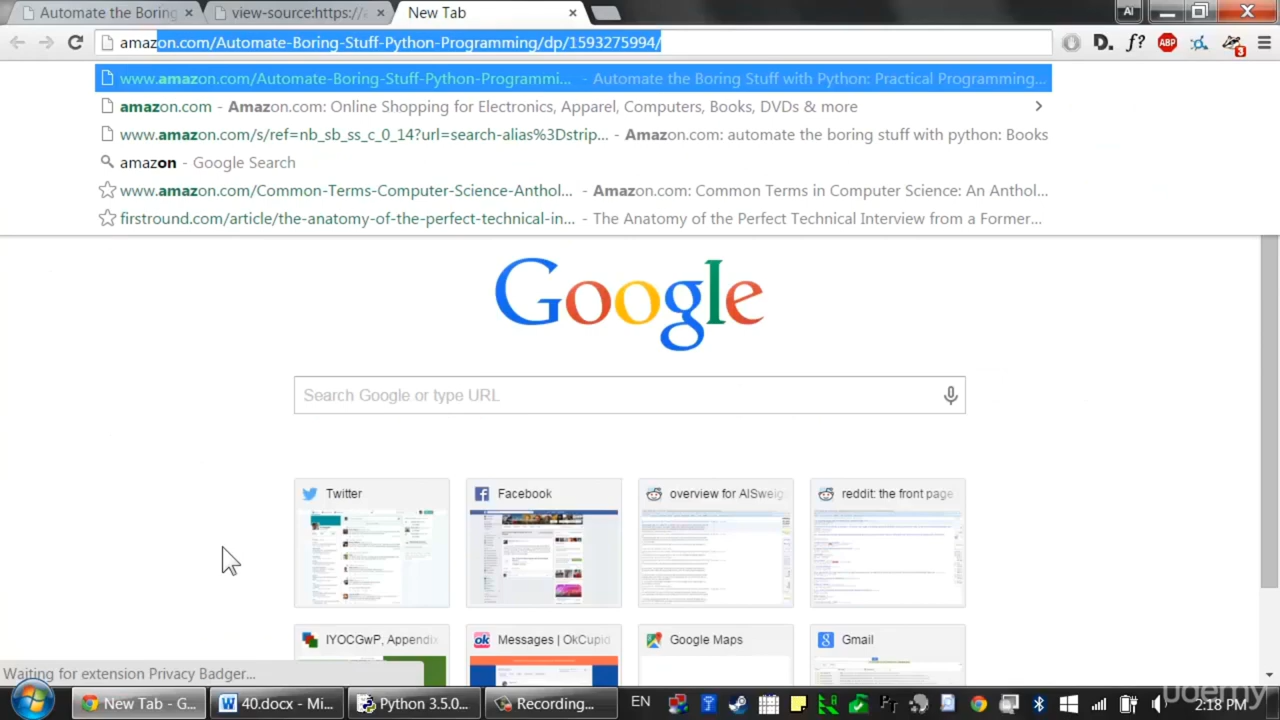 Automate the Boring
view-source:https://
New Tab
AI
amazon.com/Automate-Boring-Stuff-Python-Programming/dp/1593275994/
D.
f?
ABP
3
www.amazon.com/Automate-Boring-Stuff-Python-Programmi... - Automate the Boring Stuff with Python: Practical Programming...
amazon.com - Amazon.com: Online Shopping for Electronics, Apparel, Computers, Books, DVDs & more
www.amazon.com/s/ref=nb_sb_ss_c_0_14?url=search-alias%3Dstrip... - Amazon.com: automate the boring stuff with python: Books
amazon - Google Search
www.amazon.com/Common-Terms-Computer-Science-Anthol... - Amazon.com: Common Terms in Computer Science: An Anthol...
firstround.com/article/the-anatomy-of-the-perfect-technical-in... - The Anatomy of the Perfect Technical Interview from a Former...
Google
Search Google or type URL
Twitter
Facebook
overview for AlSweig
reddit: the front page
IYOCGwP, Appendix
Messages | OkCupid
Google Maps
Gmail
Waiting for extension Privacy Badger...
New Tab - G...
40.docx - Mi...
Python 3.5.0...
Recording...
EN
2:18 PM
udemy